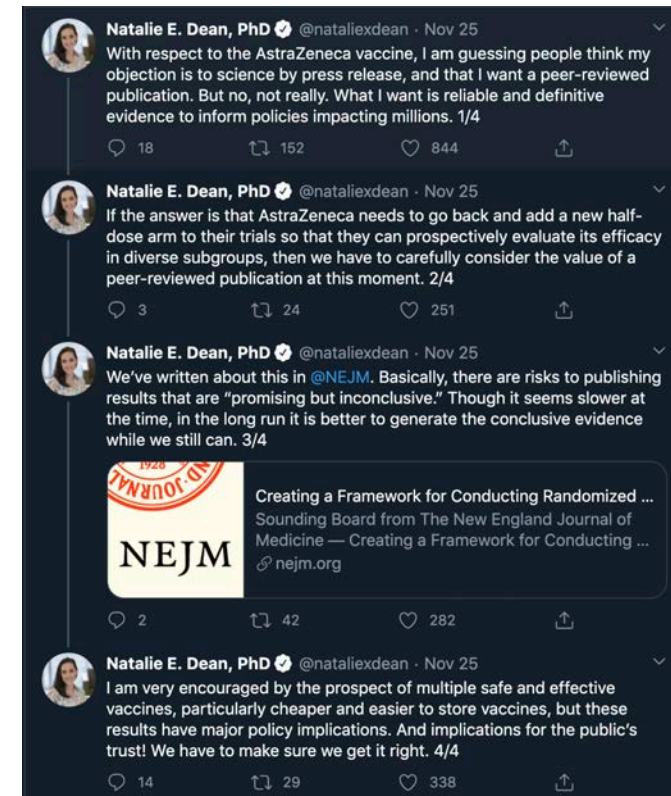 Natalie E. Dean, PhD @nataliexdean · Nov 25
With respect to the AstraZeneca vaccine, I am guessing people think my
objection is to science by press release, and that I want a peer-reviewed
publication. But no, not really. What I want is reliable and definitive
evidence to inform policies impacting millions. 1/4
18 152 844
Natalie E. Dean, PhD @nataliexdean · Nov 25
If the answer is that AstraZeneca needs to go back and add a new half-
dose arm to their trials so that they can prospectively evaluate its efficacy
in diverse subgroups, then we have to carefully consider the value of a
peer-reviewed publication at this moment. 2/4
3 24 251
Natalie E. Dean, PhD @nataliexdean · Nov 25
We've written about this in @NEJM. Basically, there are risks to publishing
results that are “promising but inconclusive.” Though it seems slower at
the time, in the long run it is better to generate the conclusive evidence
while we still can. 3/4
1928
AND·JOURNAL
NEJM
Creating a Framework for Conducting Randomized ...
Sounding Board from The New England Journal of
Medicine — Creating a Framework for Conducting ...
nejm.org
2 42 282
Natalie E. Dean, PhD @nataliexdean · Nov 25
I am very encouraged by the prospect of multiple safe and effective
vaccines, particularly cheaper and easier to store vaccines, but these
results have major policy implications. And implications for the public's
trust! We have to make sure we get it right. 4/4
14 29 338